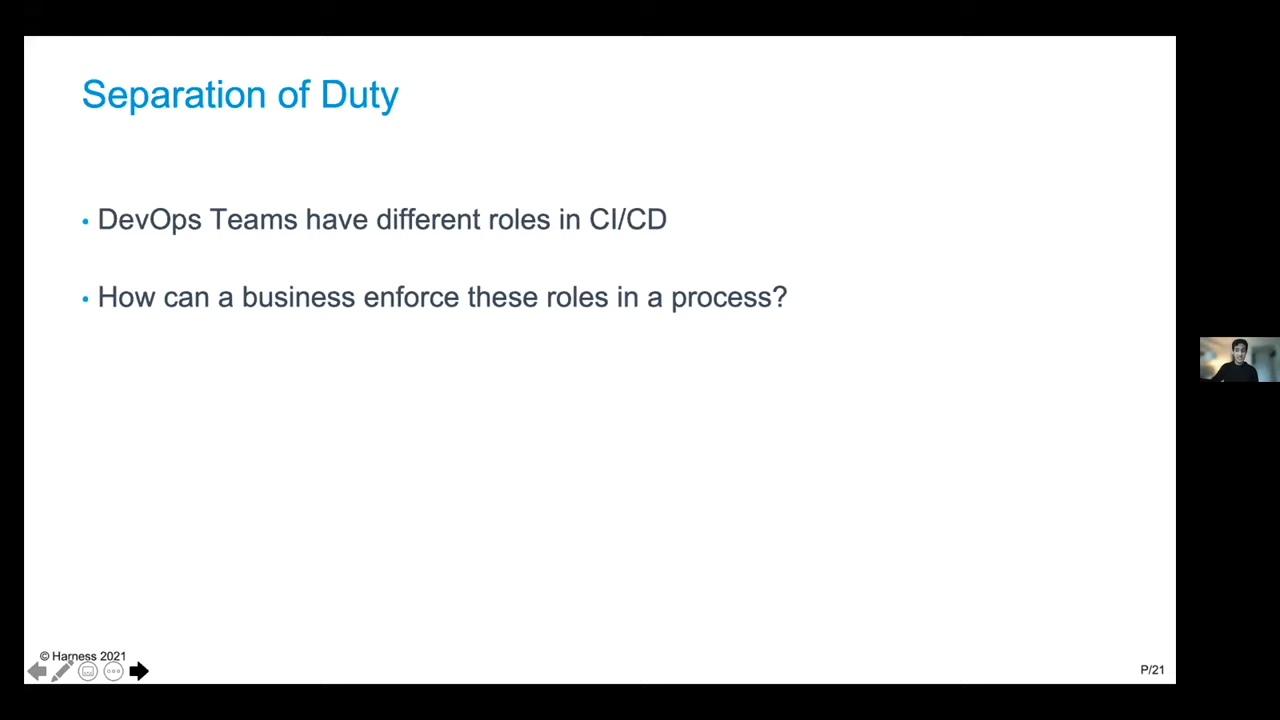 Separation of Duty
• DevOps Teams have different roles in CI/CD
• How can a business enforce these roles in a process?
© Harness 2021
P/21